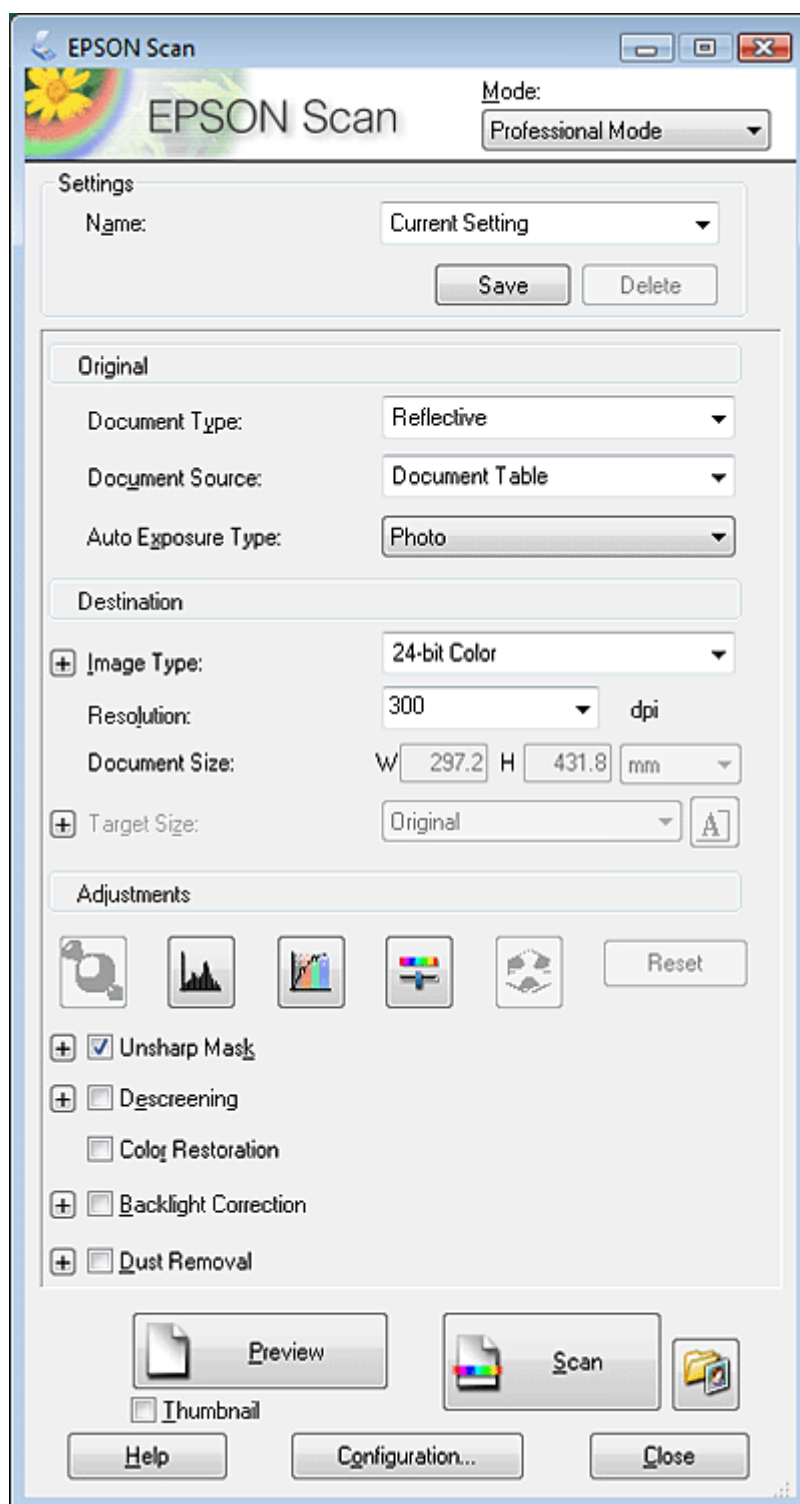 EPSON Scan
EPSON Scan
Mode:
Professional Mode
Settings
Name:
Current Setting
Save
Delete
Original
Document Type:
Reflective
Document Source:
Document Table
Auto Exposure Type:
Photo
Destination
Image Type:
24-bit Color
Resolution:
300
dpi
Document Size:
W 297.2 H 431.8 mm
Target Size:
Original
A
Adjustments
Reset
Unsharp Mask
Descreening
Color Restoration
Backlight Correction
Dust Removal
Preview
Scan
Thumbnail
Help
Configuration...
Close